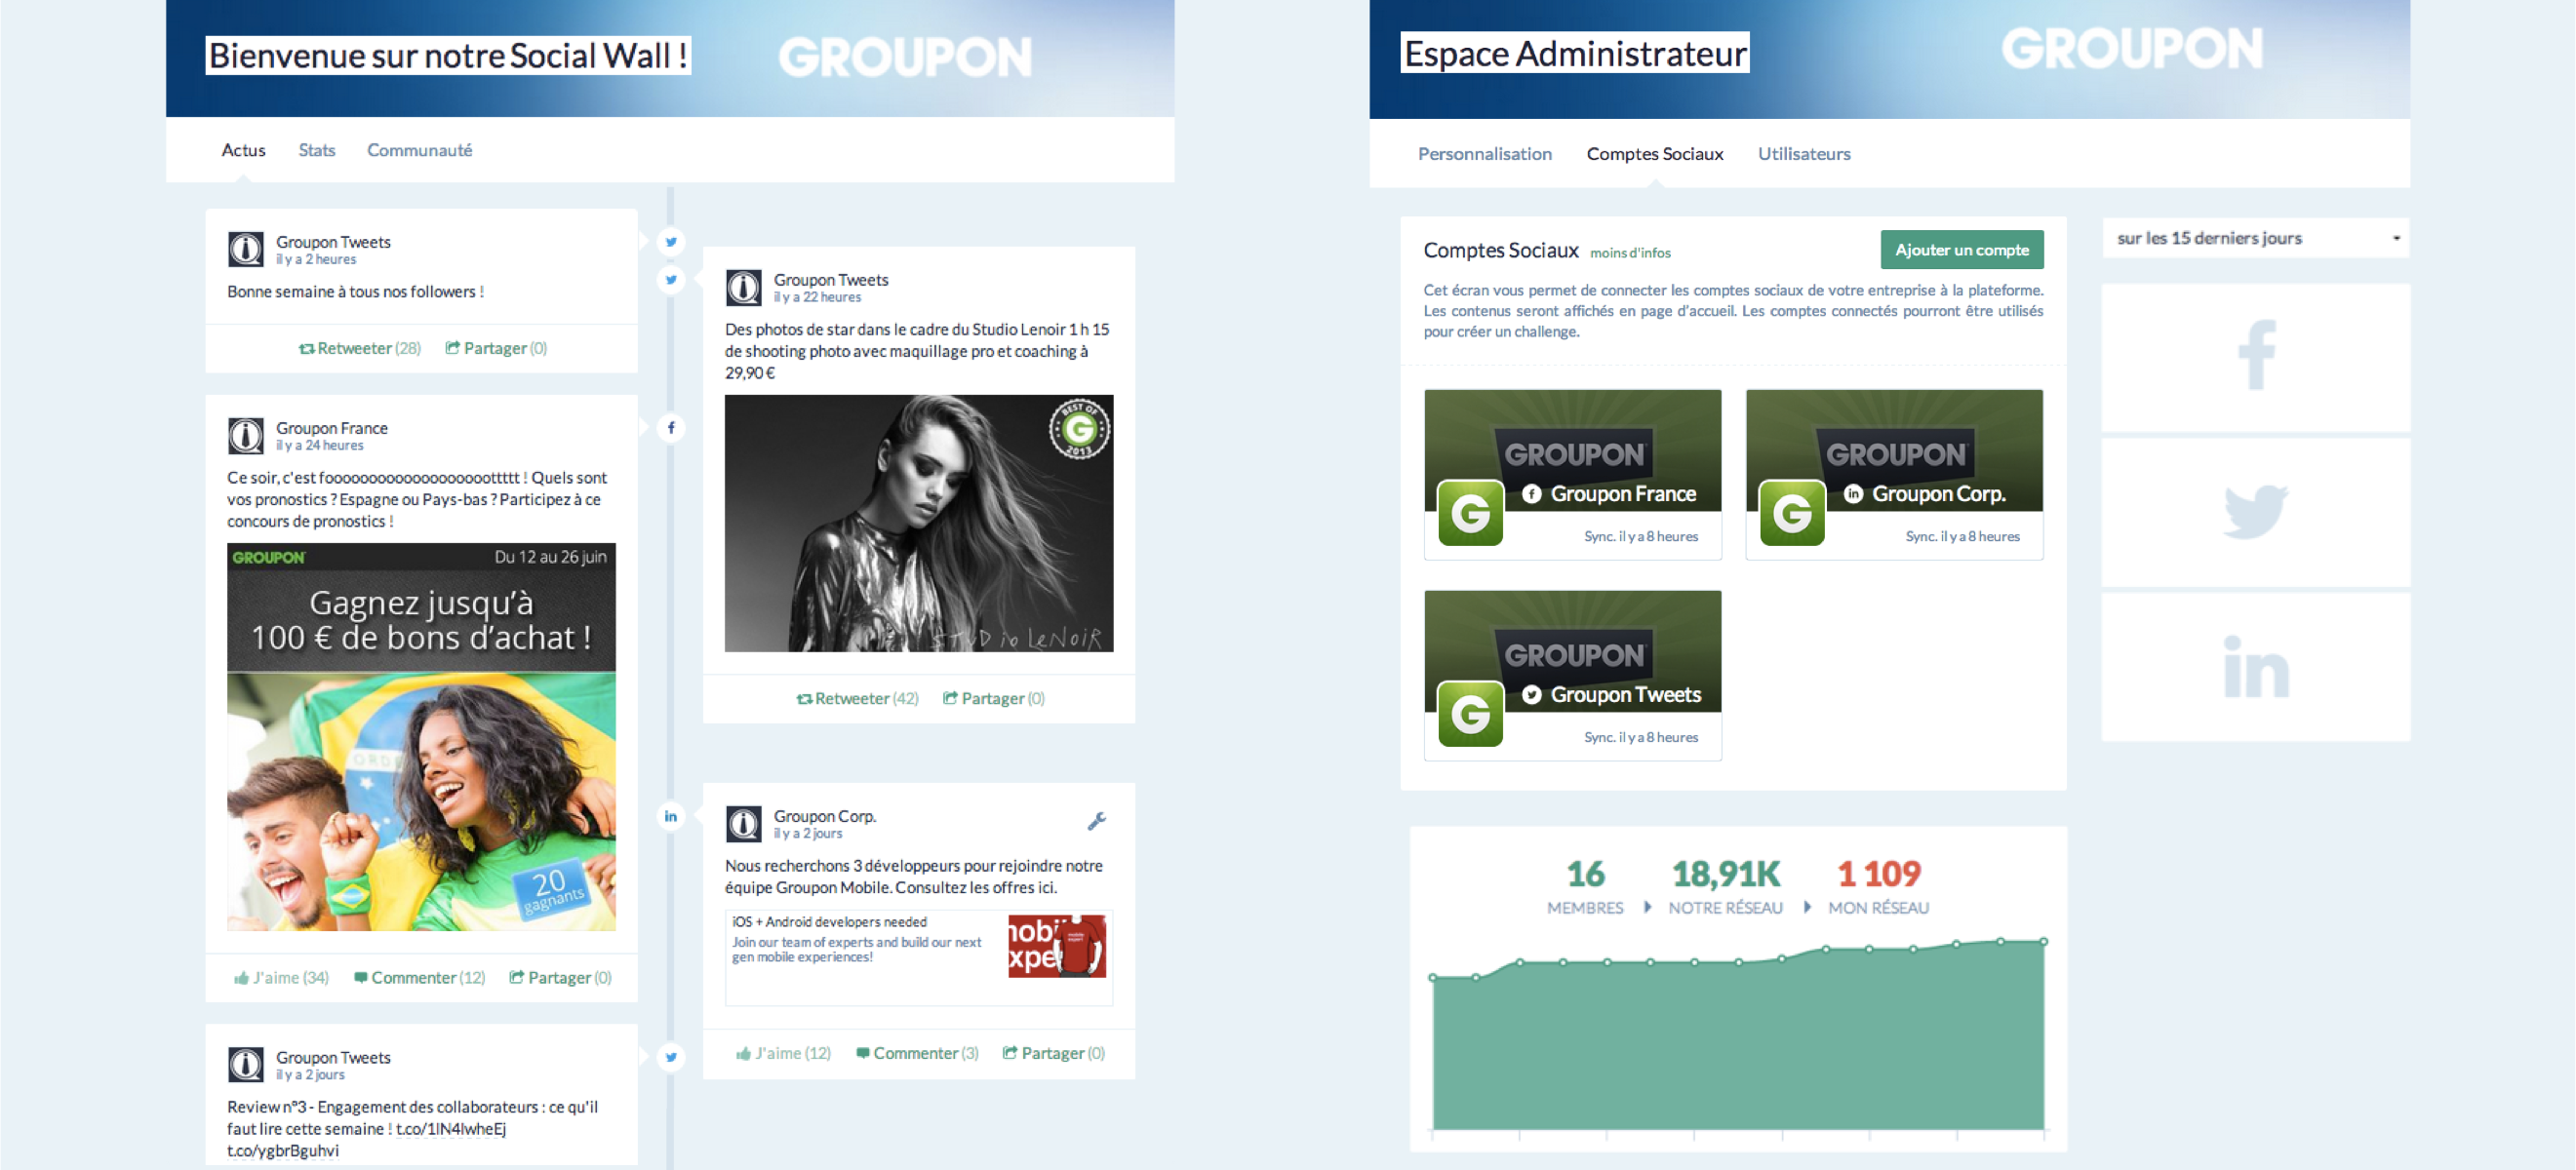 Bienvenue sur notre Social Wall !
GROUPON
Actus Stats Communauté
Groupon Tweets
il y a 2 heures
Bonne semaine à tous nos followers !
Retweeter (28) Partager (0)
Groupon France
il y a 24 heures
Ce soir, c'est foooooooooooooooooootttttt ! Quels sont
vos pronostics ? Espagne ou Pays-bas ? Participez à ce
concours de pronostics !
GROUPON Du 12 au 26 juin
Gagnez jusqu'à
100 € de bons d'achat !
ORD
20
gagnants
J'aime (34) Commenter (12) Partager (0)
Groupon Tweets
il y a 2 jours
Review n°3 - Engagement des collaborateurs : ce qu'il
faut lire cette semaine ! t.co/1lN4lwheEj
t.co/ygbrBguhvi
Groupon Tweets
il y a 22 heures
Des photos de star dans le cadre du Studio Lenoir 1 h 15
de shooting photo avec maquillage pro et coaching à
29,90 €
BEST OF
G
2013
STUDio LeNoiR
Retweeter (42) Partager (0)
Groupon Corp.
il y a 2 jours
Nous recherchons 3 développeurs pour rejoindre notre
équipe Groupon Mobile. Consultez les offres ici.
iOS + Android developers needed
Join our team of experts and build our next
gen mobile experiences!
mobi
xpe
J'aime (12) Commenter (3) Partager (0)
Espace Administrateur
GROUPON
Personnalisation Comptes Sociaux Utilisateurs
Comptes Sociaux moins d'infos
Ajouter un compte
Cet écran vous permet de connecter les comptes sociaux de votre entreprise à la plateforme.
Les contenus seront affichés en page d'accueil. Les comptes connectés pourront être utilisés
pour créer un challenge.
GROUPON
G
Groupon France
Sync. il y a 8 heures
GROUPON
G
in Groupon Corp.
Sync. il y a 8 heures
GROUPON
G
Groupon Tweets
Sync. il y a 8 heures
sur les 15 derniers jours
f
in
16 18,91K 1 109
MEMBRES NOTRE RÉSEAU MON RÉSEAU